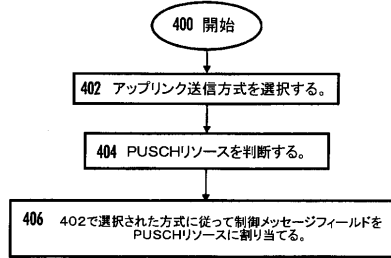 400 開始
402 アップリンク送信方式を選択する。
404 PUSCHリソースを判断する。
406 402で選択された方式に従って制御メッセージフィールドを
PUSCHリソースに割り当てる。